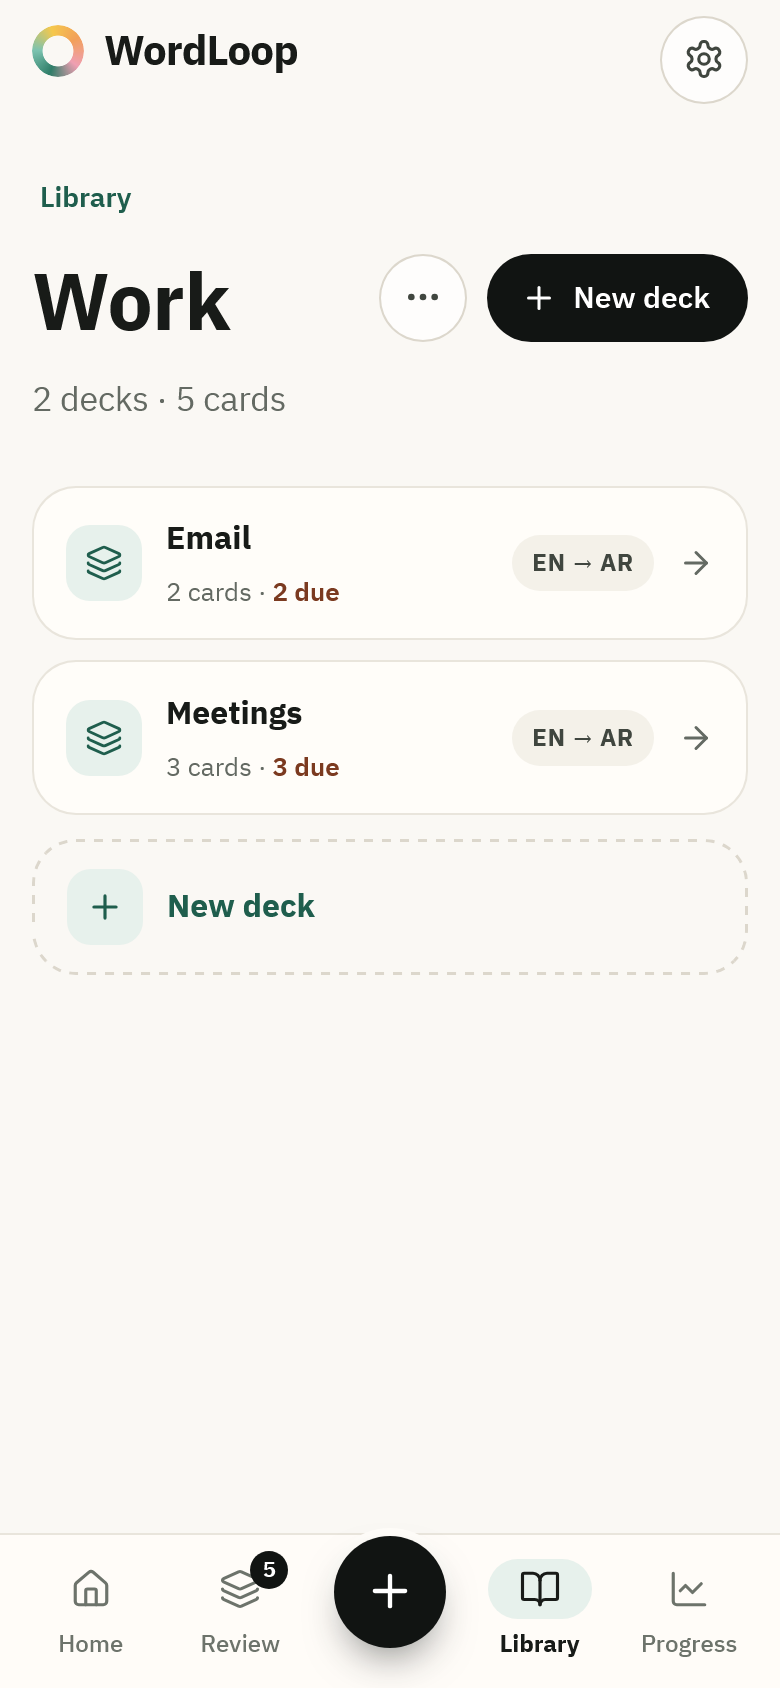 WordLoop
Library
Work
New deck
2 decks · 5 cards
Email
2 cards · 2 due
EN → AR
Meetings
3 cards · 3 due
EN → AR
New deck
5
Home
Review
Library
Progress